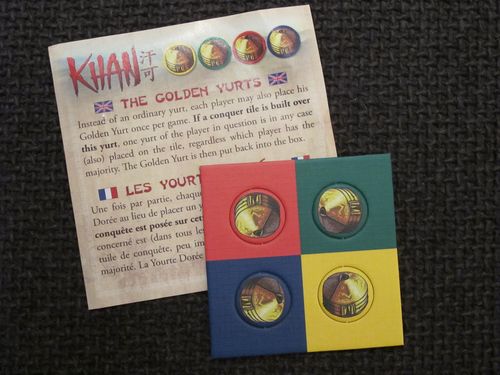 KHAN 汗可
THE GOLDEN YURTS
Instead of an ordinary yurt, each player may also place his
Golden Yurt once per game. If a conquer tile is built over
this yurt, one yurt of the player in question is in any case
(also) placed on the tile, regardless which player has the
majority. The Golden Yurt is then put back into the box.
LES YOURT
Une fois par partie, chaque
Dorée au lieu de placer un y
conquête est posée sur cet
concerné est (dans tous les
tuile de conquête, peu im
majorité. La Yourte Dorée